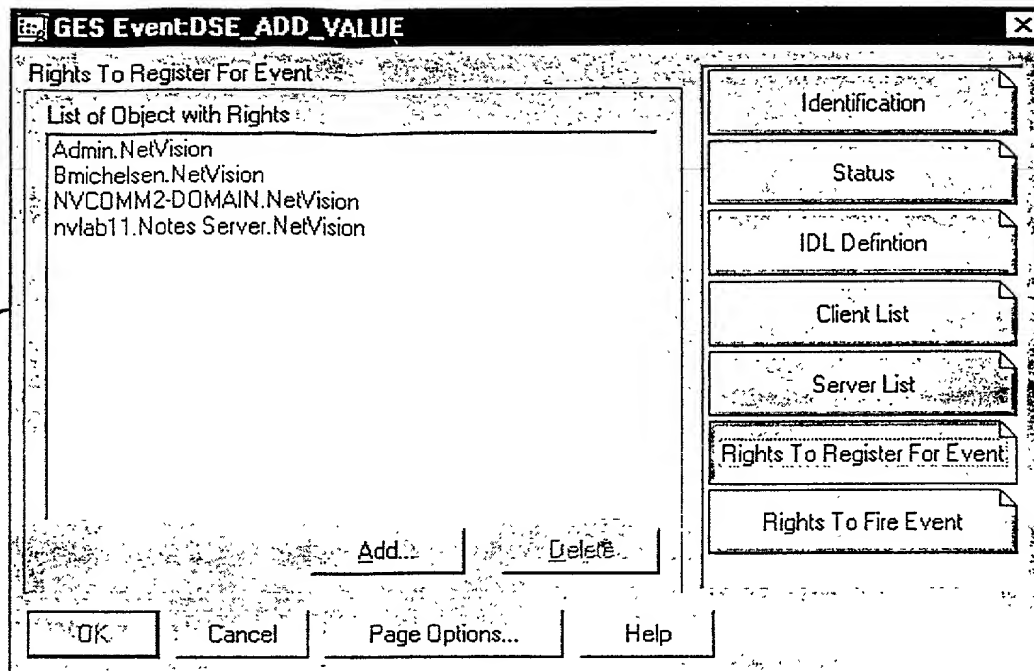 GES Event:DSE_ADD_VALUE
Rights To Register For Event
List of Object with Rights
Admin.NetVision
Bmichelsen.NetVision
NVCOMM2-DOMAIN.NetVision
nvlab11.Notes Server.NetVision
Add...
Delete...
OK
Cancel
Page Options...
Help
Identification
Status
IDL Defintion
Client List
Server List
Rights To Register For Event
Rights To Fire Event